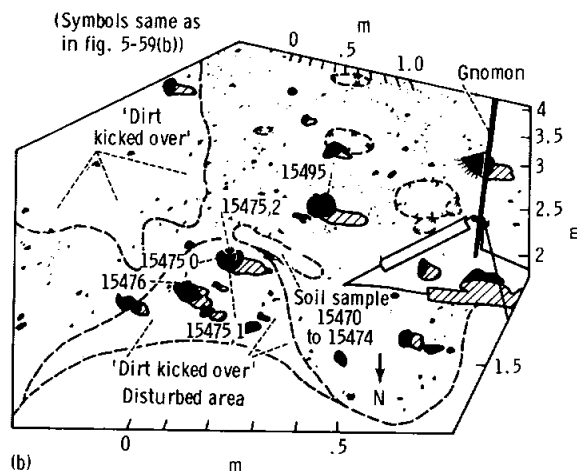 (Symbols same as
in fig. 5-59(b))
0 .5 1.0
m
Gnomon
4
3.5
3
2.5
m
2
1.5
'Dirt
kicked over'
15495
15475,2
15475 0
15476
15475 1
Soil sample
15470
to 15474
'Dirt kicked over'
Disturbed area
N
(b)
0 .5
m